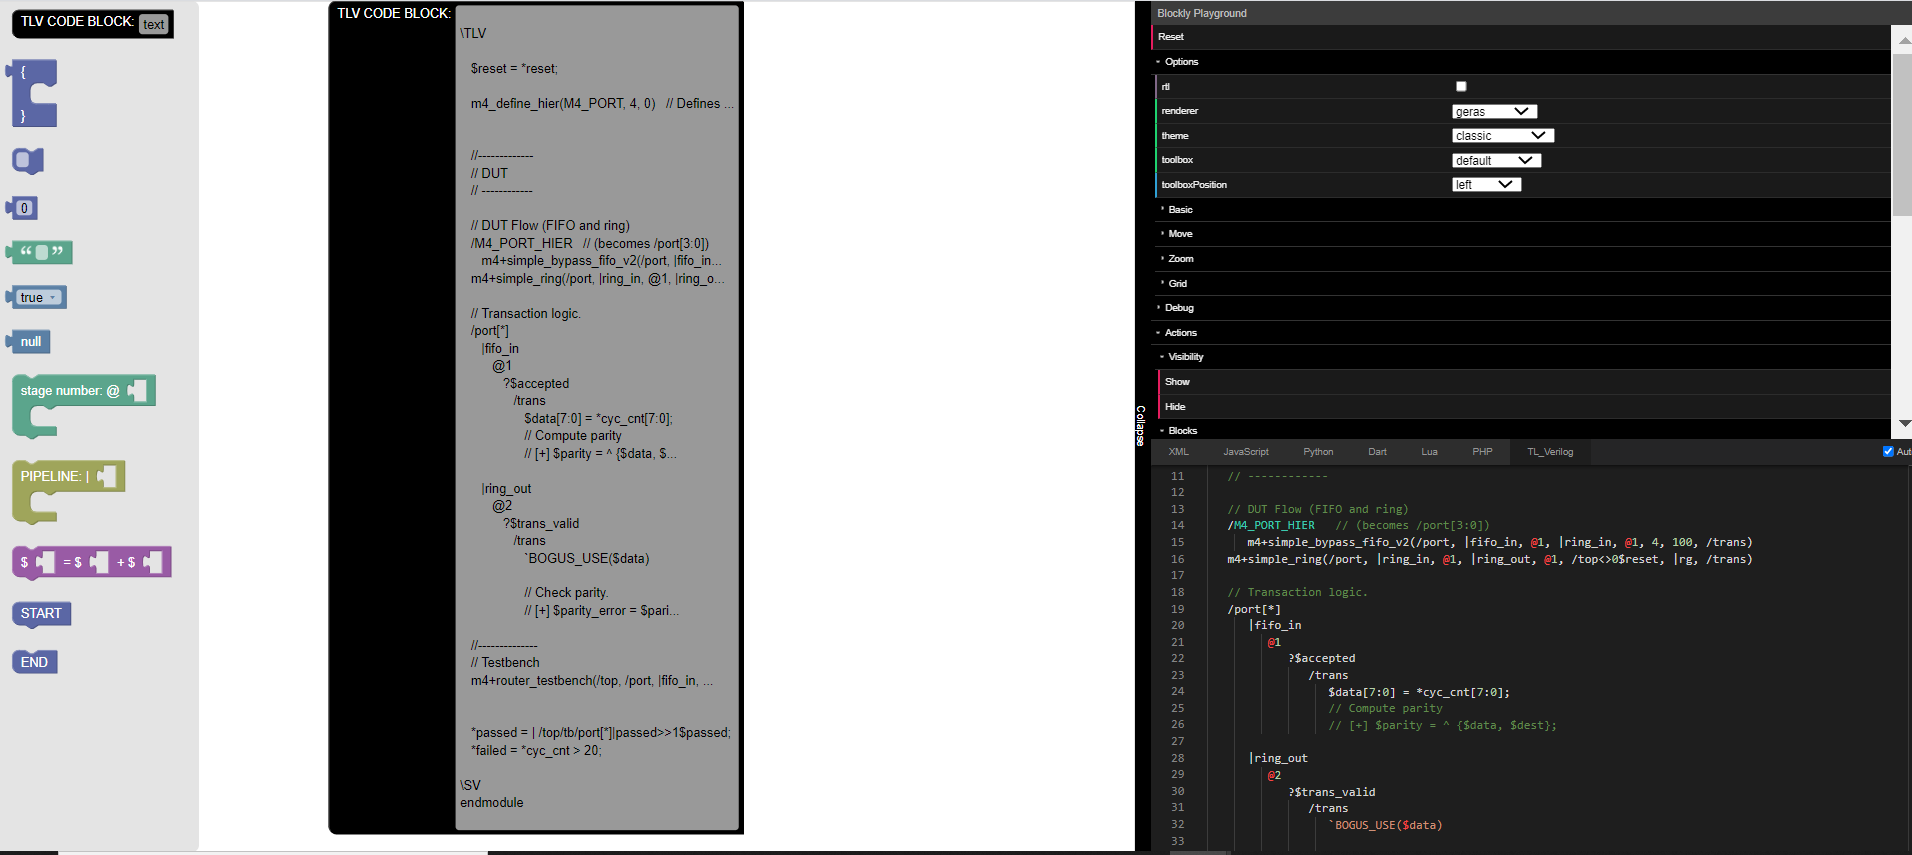 TLV CODE BLOCK: text
{
}
0
“ ”
true
null
stage number: @
PIPELINE: |
$ = $ + $
START
END
TLV CODE BLOCK:
\TLV
$reset = *reset;
m4_define_hier(M4_PORT, 4, 0) // Defines ...
//-------------
// DUT
// ------------
// DUT Flow (FIFO and ring)
/M4_PORT_HIER // (becomes /port[3:0])
m4+simple_bypass_fifo_v2(/port, |fifo_in...
m4+simple_ring(/port, |ring_in, @1, |ring_o...
// Transaction logic.
/port[*]
|fifo_in
@1
?$accepted
/trans
$data[7:0] = *cyc_cnt[7:0];
// Compute parity
// [+] $parity = ^ {$data, $...
|ring_out
@2
?$trans_valid
/trans
`BOGUS_USE($data)
// Check parity.
// [+] $parity_error = $pari...
//--------------
// Testbench
m4+router_testbench(/top, /port, |fifo_in, ...
*passed = | /top/tb/port[*]|passed>>1$passed;
*failed = *cyc_cnt > 20;
\SV
endmodule
Collapse
Blockly Playground
Reset
Options
rtl
renderer geras
theme classic
toolbox default
toolboxPosition left
Basic
Move
Zoom
Grid
Debug
Actions
Visibility
Show
Hide
Blocks
XML JavaScript Python Dart Lua PHP TL_Verilog Aut
11 // ------------
12
13 // DUT Flow (FIFO and ring)
14 /M4_PORT_HIER // (becomes /port[3:0])
15 m4+simple_bypass_fifo_v2(/port, |fifo_in, @1, |ring_in, @1, 4, 100, /trans)
16 m4+simple_ring(/port, |ring_in, @1, |ring_out, @1, /top<>0$reset, |rg, /trans)
17
18 // Transaction logic.
19 /port[*]
20 |fifo_in
21 @1
22 ?$accepted
23 /trans
24 $data[7:0] = *cyc_cnt[7:0];
25 // Compute parity
26 // [+] $parity = ^ {$data, $dest};
27
28 |ring_out
29 @2
30 ?$trans_valid
31 /trans
32 `BOGUS_USE($data)
33